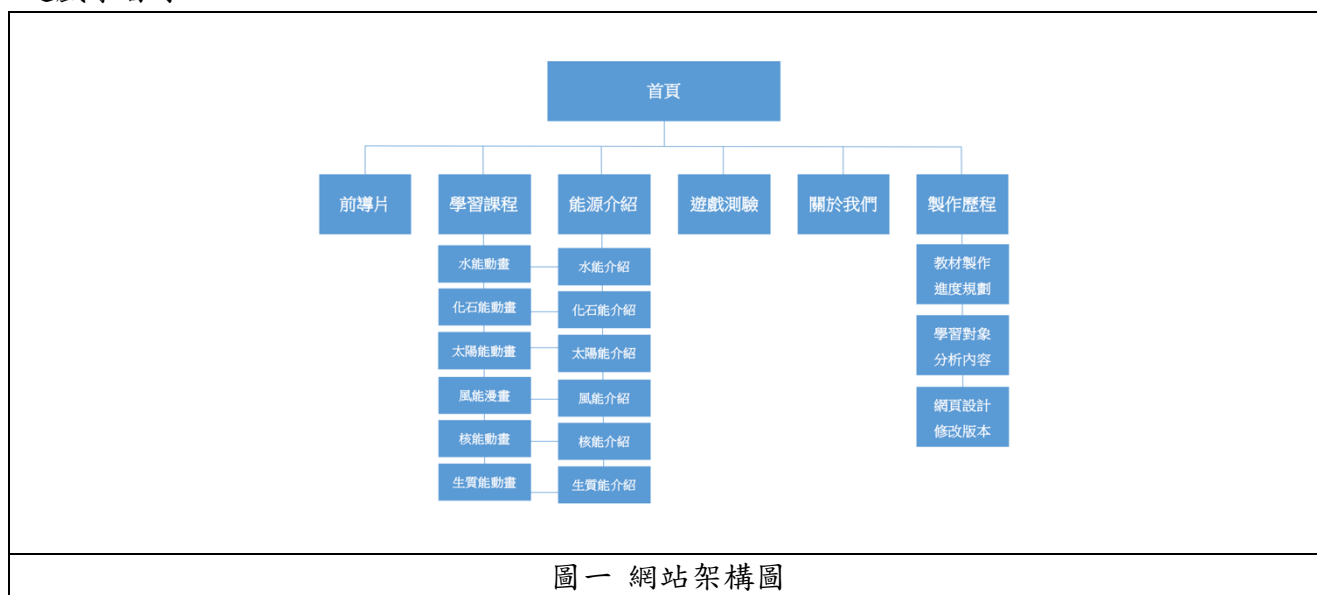 首頁
前導片
學習課程
能源介紹
遊戲測驗
關於我們
製作歷程
水能動畫
化石能動畫
太陽能動畫
風能漫畫
核能動畫
生質能動畫
水能介紹
化石能介紹
太陽能介紹
風能介紹
核能介紹
生質能介紹
教材製作
進度規劃
學習對象
分析內容
網頁設計
修改版本
圖一 網站架構圖